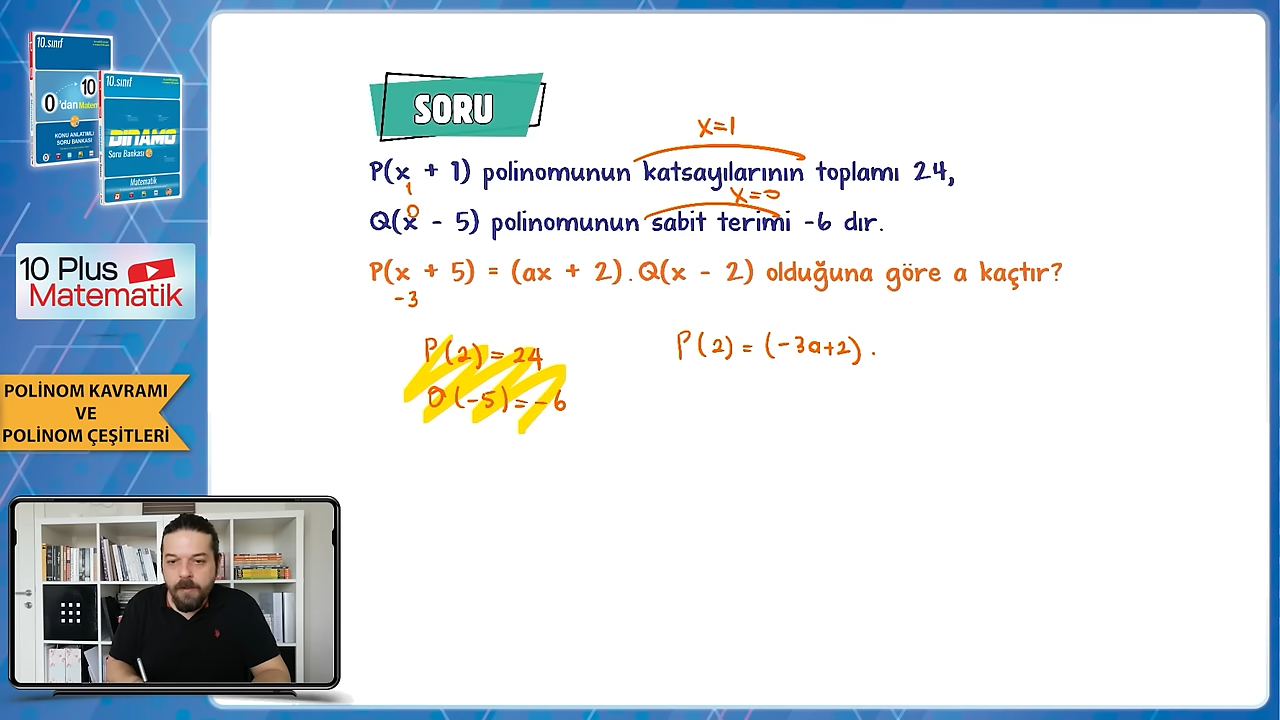 10.sınıf
10
0'dan Matem
KONU ANLATIMLI
SORU BANKASI
10.sınıf
DİNAMO
Soru Bankası
Matematik
10 Plus
Matematik
POLİNOM KAVRAMI
VE
POLİNOM ÇEŞİTLERİ
SORU
x=1
P(x + 1) polinomunun katsayılarının toplamı 24,
1
x=0
0
Q(x - 5) polinomunun sabit terimi -6 dır.
P(x + 5) = (ax + 2).Q(x - 2) olduğuna göre a kaçtır?
-3
P(2)=24
Q(-5)=-6
P(2)=(-3a+2).